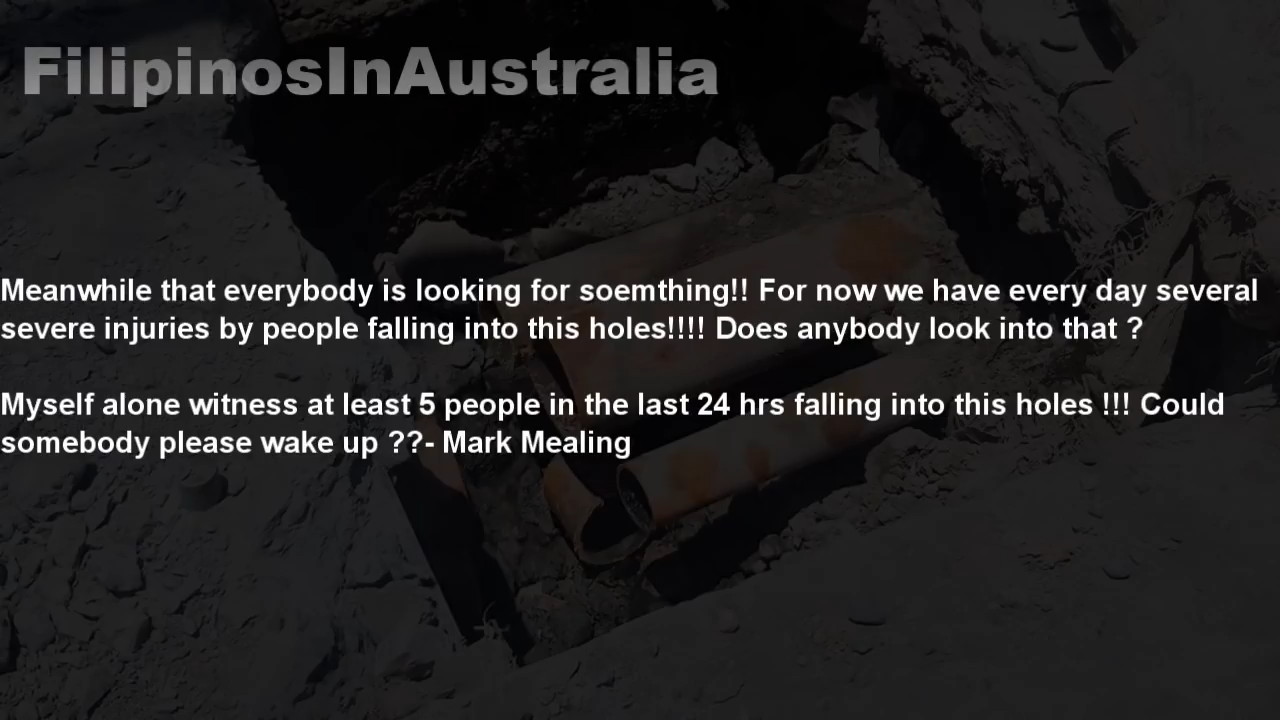 FilipinosInAustralia
Meanwhile that everybody is looking for soemthing!! For now we have every day several
severe injuries by people falling into this holes!!!! Does anybody look into that ?
Myself alone witness at least 5 people in the last 24 hrs falling into this holes !!! Could
somebody please wake up ??- Mark Mealing